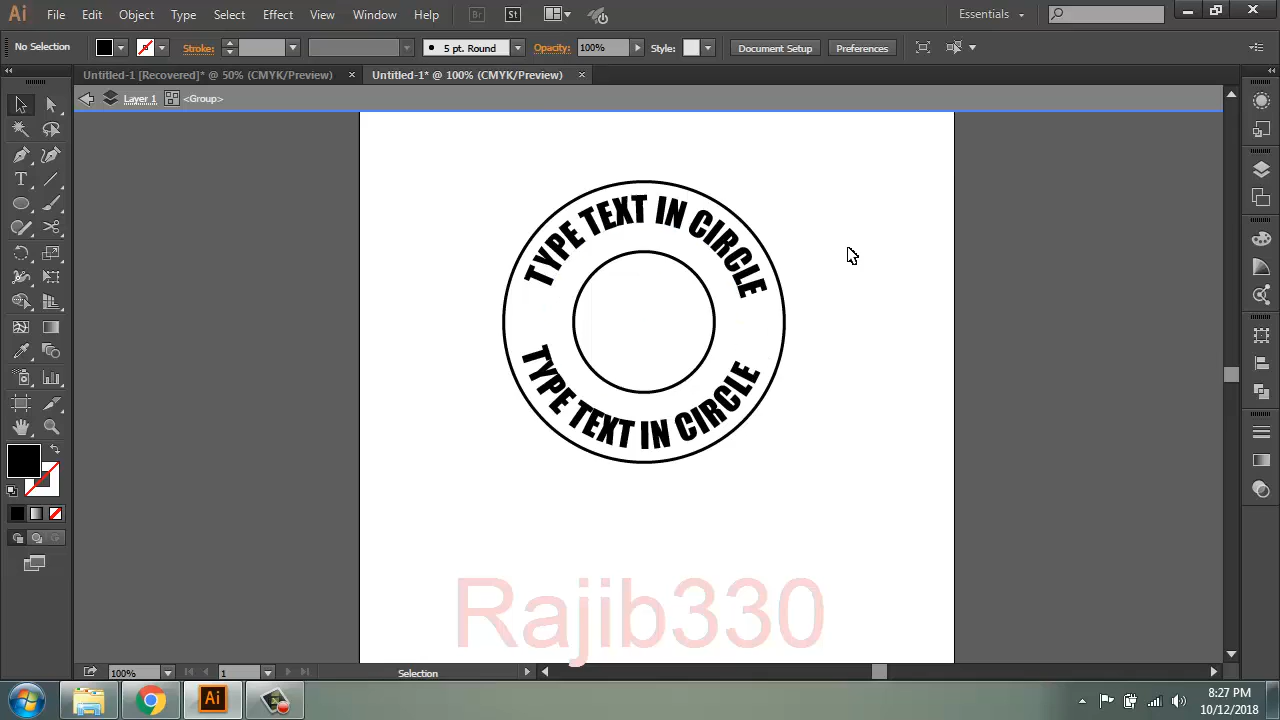 Ai File Edit Object Type Select Effect View Window Help Br St Essentials
No Selection Stroke: 5 pt. Round Opacity: 100% Style: Document Setup Preferences
Untitled-1 [Recovered]* @ 50% (CMYK/Preview) × Untitled-1* @ 100% (CMYK/Preview) ×
Layer 1 <Group>
TYPE TEXT IN CIRCLE
TYPE TEXT IN CIRCLE
Rajib330
100% 1 Selection
Ai
8:27 PM
10/12/2018